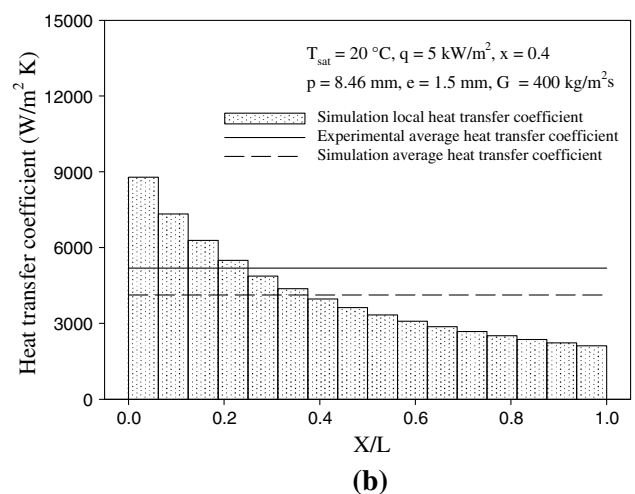 15000
12000
9000
6000
3000
0
Heat transfer coefficient (W/m² K)
T_sat = 20 °C, q = 5 kW/m², x = 0.4
p = 8.46 mm, e = 1.5 mm, G = 400 kg/m²s
Simulation local heat transfer coefficient
Experimental average heat transfer coefficient
Simulation average heat transfer coefficient
0.0 0.2 0.4 0.6 0.8 1.0
X/L
(b)